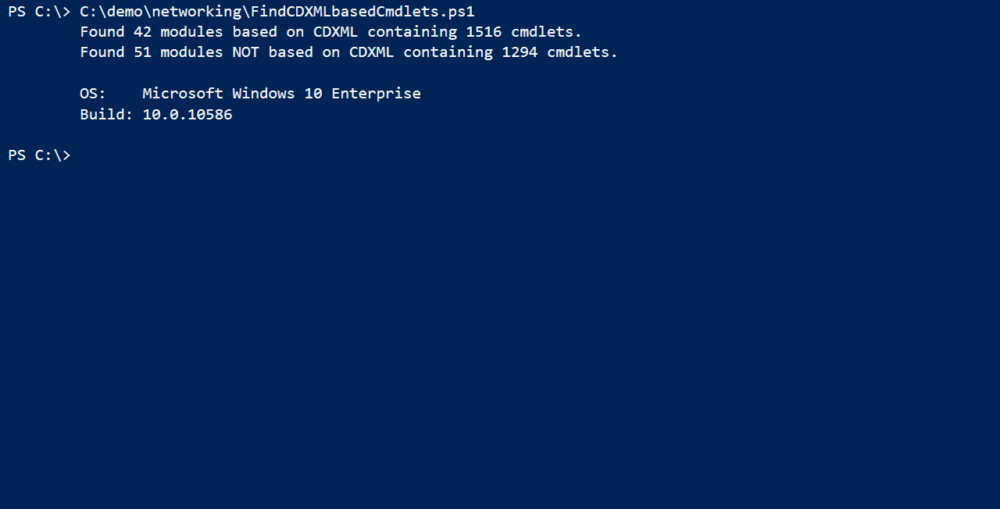 PS C:\> C:\demo\networking\FindCDXMLbasedCmdlets.ps1
Found 42 modules based on CDXML containing 1516 cmdlets.
Found 51 modules NOT based on CDXML containing 1294 cmdlets.
OS:    Microsoft Windows 10 Enterprise
Build: 10.0.10586
PS C:\>